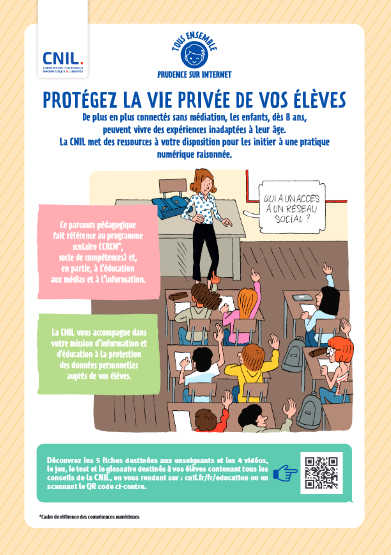 CNIL.
TOUS ENSEMBLE
PRUDENCE SUR INTERNET
PROTÉGEZ LA VIE PRIVÉE DE VOS ÉLÈVES
De plus en plus connectés sans médiation, les enfants, dès 8 ans,
peuvent vivre des expériences inadaptées à leur âge.
La CNIL met des ressources à votre disposition pour les initier à une pratique
numérique raisonnée.
QUI A UN ACCÈS
À UN RÉSEAU
SOCIAL ?
Ce parcours pédagogique
fait référence au programme
scolaire (CRCN*,
socle de compétences) et,
en partie, à l'éducation
aux médias et à l'information.
La CNIL vous accompagne dans
votre mission d'information et
d'éducation à la protection
des données personnelles
auprès de vos élèves.
Découvrez les 5 fiches destinées aux enseignants et les 4 vidéos,
le jeu, le test et le glossaire destinés à vos élèves contenant tous les
conseils de la CNIL, en vous rendant sur : cnil.fr/fr/education ou en
scannant le QR code ci-contre.
*Cadre de référence des compétences numériques